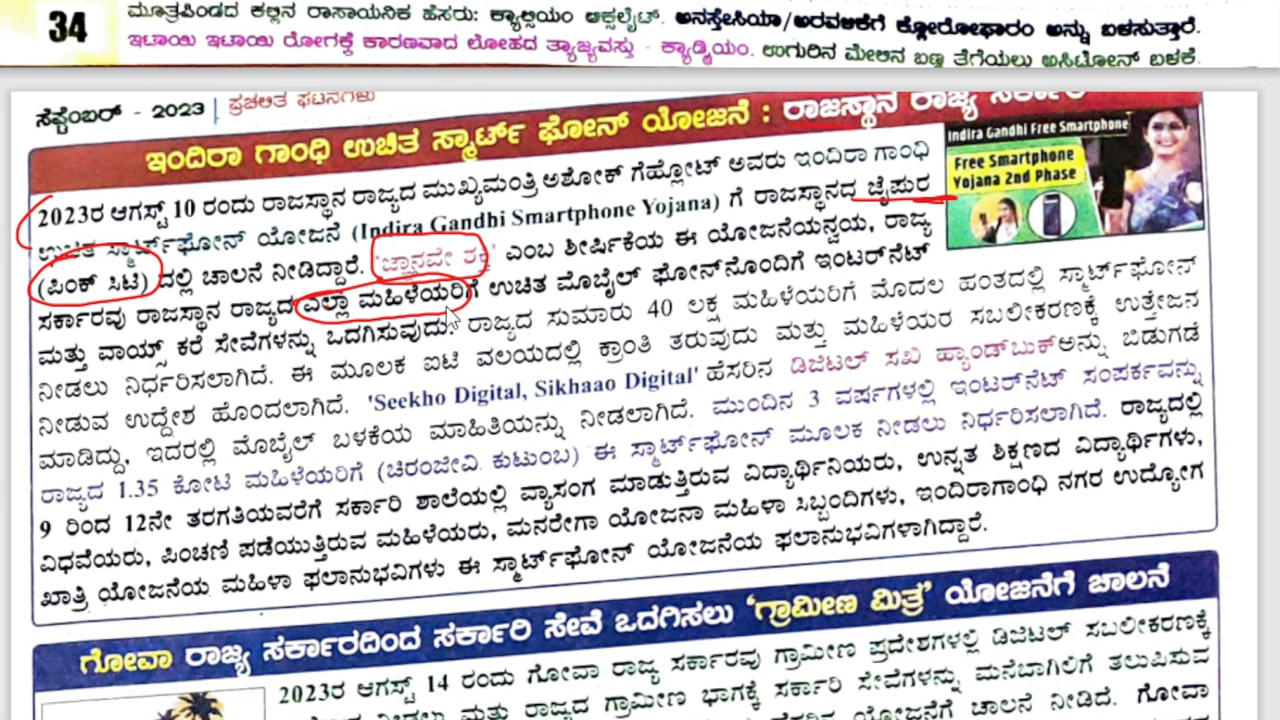 34
ಮೂತ್ರಪಿಂಡದ ಕಲ್ಲಿನ ರಾಸಾಯನಿಕ ಹೆಸರು: ಕ್ಯಾಲ್ಸಿಯಂ ಆಕ್ಸಲೈಟ್. ಅನಸ್ತೇಸಿಯಾ/ಅರವಳಿಕೆಗೆ ಕ್ಲೋರೋಫಾರಂ ಅನ್ನು ಬಳಸುತ್ತಾರೆ.
ಇಟಾಯಿ ಇಟಾಯಿ ರೋಗಕ್ಕೆ ಕಾರಣವಾದ ಲೋಹದ ತ್ಯಾಜ್ಯವಸ್ತು - ಕ್ಯಾಡ್ಮಿಯಂ. ಉಗುರಿನ ಮೇಲಿನ ಬಣ್ಣ ತೆಗೆಯಲು ಅಸಿಟೋನ್ ಬಳಕೆ.
ಸೆಪ್ಟೆಂಬರ್ - 2023 | ಪ್ರಚಲಿತ ಘಟನೆಗಳು
ಇಂದಿರಾ ಗಾಂಧಿ ಉಚಿತ ಸ್ಮಾರ್ಟ್ ಫೋನ್ ಯೋಜನೆ : ರಾಜಸ್ಥಾನ ರಾಜ್ಯ ಸರ್ಕಾರ
2023ರ ಆಗಸ್ಟ್ 10 ರಂದು ರಾಜಸ್ಥಾನ ರಾಜ್ಯದ ಮುಖ್ಯಮಂತ್ರಿ ಅಶೋಕ್ ಗೆಹ್ಲೋಟ್ ಅವರು ಇಂದಿರಾ ಗಾಂಧಿ
ಉಚಿತ ಸ್ಮಾರ್ಟ್‌ಫೋನ್ ಯೋಜನೆ (Indira Gandhi Smartphone Yojana) ಗೆ ರಾಜಸ್ಥಾನದ ಜೈಪುರ
(ಪಿಂಕ್ ಸಿಟಿ) ದಲ್ಲಿ ಚಾಲನೆ ನೀಡಿದ್ದಾರೆ. 'ಜ್ಞಾನವೇ ಶಕ್ತಿ' ಎಂಬ ಶೀರ್ಷಿಕೆಯ ಈ ಯೋಜನೆಯನ್ವಯ, ರಾಜ್ಯ
ಸರ್ಕಾರವು ರಾಜಸ್ಥಾನ ರಾಜ್ಯದ ಎಲ್ಲಾ ಮಹಿಳೆಯರಿಗೆ ಉಚಿತ ಮೊಬೈಲ್ ಫೋನ್‌ನೊಂದಿಗೆ ಇಂಟರ್‌ನೆಟ್
ಮತ್ತು ವಾಯ್ಸ್ ಕರೆ ಸೇವೆಗಳನ್ನು ಒದಗಿಸುವುದು. ರಾಜ್ಯದ ಸುಮಾರು 40 ಲಕ್ಷ ಮಹಿಳೆಯರಿಗೆ ಮೊದಲ ಹಂತದಲ್ಲಿ ಸ್ಮಾರ್ಟ್‌ಫೋನ್
ನೀಡಲು ನಿರ್ಧರಿಸಲಾಗಿದೆ. ಈ ಮೂಲಕ ಐಟಿ ವಲಯದಲ್ಲಿ ಕ್ರಾಂತಿ ತರುವುದು ಮತ್ತು ಮಹಿಳೆಯರ ಸಬಲೀಕರಣಕ್ಕೆ ಉತ್ತೇಜನ
ನೀಡುವ ಉದ್ದೇಶ ಹೊಂದಲಾಗಿದೆ. 'Seekho Digital, Sikhaao Digital' ಹೆಸರಿನ ಡಿಜಿಟಲ್ ಸಖಿ ಹ್ಯಾಂಡ್‌ಬುಕ್‌ಅನ್ನು ಬಿಡುಗಡೆ
ಮಾಡಿದ್ದು, ಇದರಲ್ಲಿ ಮೊಬೈಲ್ ಬಳಕೆಯ ಮಾಹಿತಿಯನ್ನು ನೀಡಲಾಗಿದೆ. ಮುಂದಿನ 3 ವರ್ಷಗಳಲ್ಲಿ ಇಂಟರ್‌ನೆಟ್ ಸಂಪರ್ಕವನ್ನು
ರಾಜ್ಯದ 1.35 ಕೋಟಿ ಮಹಿಳೆಯರಿಗೆ (ಚಿರಂಜೀವಿ ಕುಟುಂಬ) ಈ ಸ್ಮಾರ್ಟ್‌ಫೋನ್ ಮೂಲಕ ನೀಡಲು ನಿರ್ಧರಿಸಲಾಗಿದೆ. ರಾಜ್ಯದಲ್ಲಿ
9 ರಿಂದ 12ನೇ ತರಗತಿಯವರೆಗೆ ಸರ್ಕಾರಿ ಶಾಲೆಯಲ್ಲಿ ವ್ಯಾಸಂಗ ಮಾಡುತ್ತಿರುವ ವಿದ್ಯಾರ್ಥಿನಿಯರು, ಉನ್ನತ ಶಿಕ್ಷಣದ ವಿದ್ಯಾರ್ಥಿಗಳು,
ವಿಧವೆಯರು, ಪಿಂಚಣಿ ಪಡೆಯುತ್ತಿರುವ ಮಹಿಳೆಯರು, ಮನರೇಗಾ ಯೋಜನಾ ಮಹಿಳಾ ಸಿಬ್ಬಂದಿಗಳು, ಇಂದಿರಾಗಾಂಧಿ ನಗರ ಉದ್ಯೋಗ
ಖಾತ್ರಿ ಯೋಜನೆಯ ಮಹಿಳಾ ಫಲಾನುಭವಿಗಳು ಈ ಸ್ಮಾರ್ಟ್‌ಫೋನ್ ಯೋಜನೆಯ ಫಲಾನುಭವಿಗಳಾಗಿದ್ದಾರೆ.
Indira Gandhi Free Smartphone
Free Smartphone
Yojana 2nd Phase
ಗೋವಾ ರಾಜ್ಯ ಸರ್ಕಾರದಿಂದ ಸರ್ಕಾರಿ ಸೇವೆ ಒದಗಿಸಲು 'ಗ್ರಾಮೀಣ ಮಿತ್ರ' ಯೋಜನೆಗೆ ಚಾಲನೆ
2023ರ ಆಗಸ್ಟ್ 14 ರಂದು ಗೋವಾ ರಾಜ್ಯ ಸರ್ಕಾರವು ಗ್ರಾಮೀಣ ಪ್ರದೇಶಗಳಲ್ಲಿ ಡಿಜಿಟಲ್ ಸಬಲೀಕರಣಕ್ಕೆ
ನೀಡಲು ಮತ್ತು ರಾಜ್ಯದ ಗ್ರಾಮೀಣ ಭಾಗಕ್ಕೆ ಸರ್ಕಾರಿ ಸೇವೆಗಳನ್ನು ಮನೆಬಾಗಿಲಿಗೆ ತಲುಪಿಸುವ
ಹೆಸರಿನ ಯೋಜನೆಗೆ ಚಾಲನೆ ನೀಡಿದೆ. ಗೋವಾ